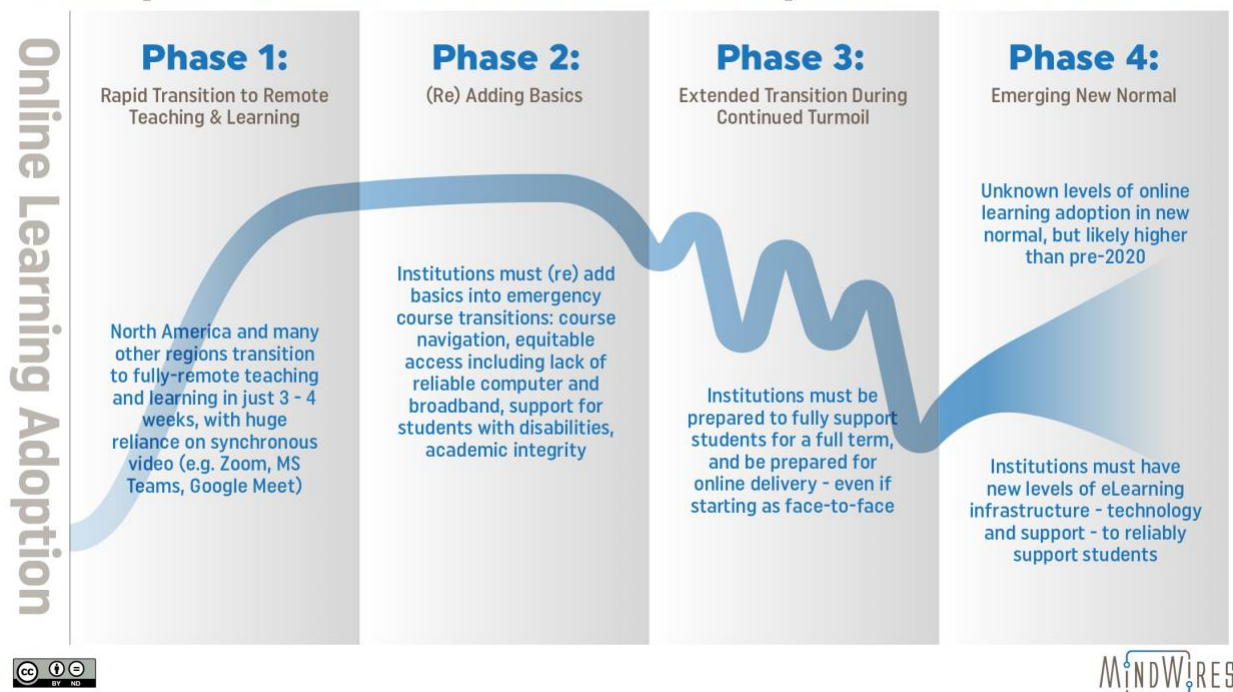 Online Learning Adoption
Phase 1:
Rapid Transition to Remote
Teaching & Learning
North America and many
other regions transition
to fully-remote teaching
and learning in just 3 - 4
weeks, with huge
reliance on synchronous
video (e.g. Zoom, MS
Teams, Google Meet)
Phase 2:
(Re) Adding Basics
Institutions must (re) add
basics into emergency
course transitions: course
navigation, equitable
access including lack of
reliable computer and
broadband, support for
students with disabilities,
academic integrity
Phase 3:
Extended Transition During
Continued Turmoil
Institutions must be
prepared to fully support
students for a full term,
and be prepared for
online delivery - even if
starting as face-to-face
Phase 4:
Emerging New Normal
Unknown levels of online
learning adoption in new
normal, but likely higher
than pre-2020
Institutions must have
new levels of eLearning
infrastructure - technology
and support - to reliably
support students
cc
BY ND
MINDWIRES